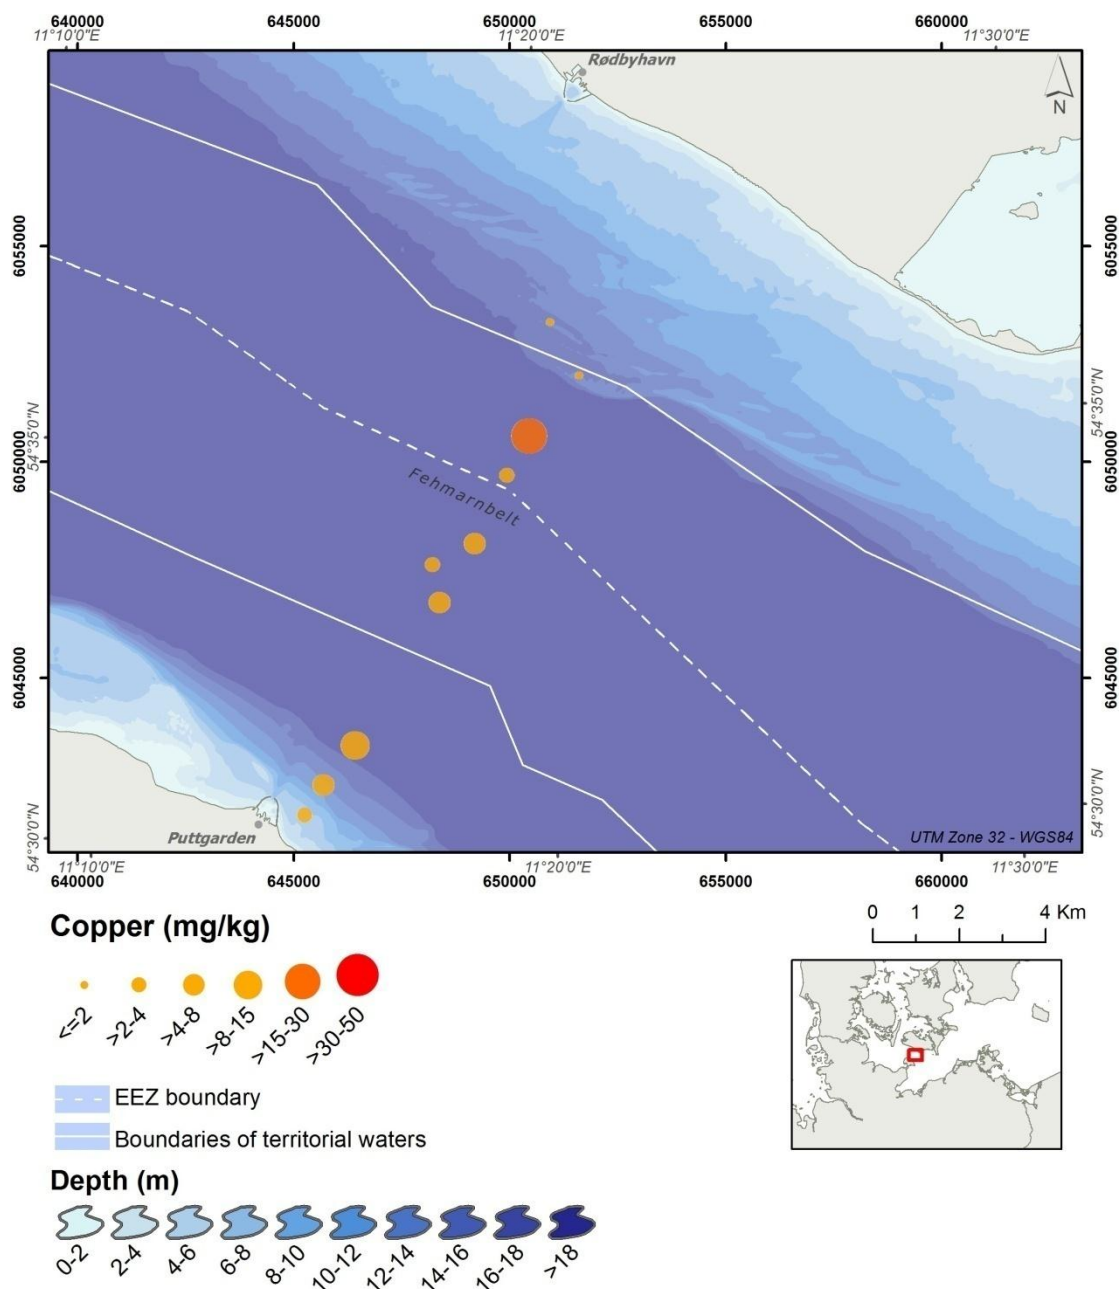 640000 645000 650000 655000 660000
11°10'0"E 11°20'0"E 11°30'0"E
Rødbyhavn
N
6055000 6055000
54°35'0"N
54°35'0"N
6050000 6050000
Fehmarnbelt
6045000 6045000
54°30'0"N
54°30'0"N
Puttgarden
UTM Zone 32 - WGS84
11°10'0"E 11°20'0"E 11°30'0"E
640000 645000 650000 655000 660000
Copper (mg/kg)
<=2 >2-4 >4-8 >8-15 >15-30 >30-50
0 1 2 4 Km
EEZ boundary
Boundaries of territorial waters
Depth (m)
0-2 2-4 4-6 6-8 8-10 10-12 12-14 14-16 16-18 >18